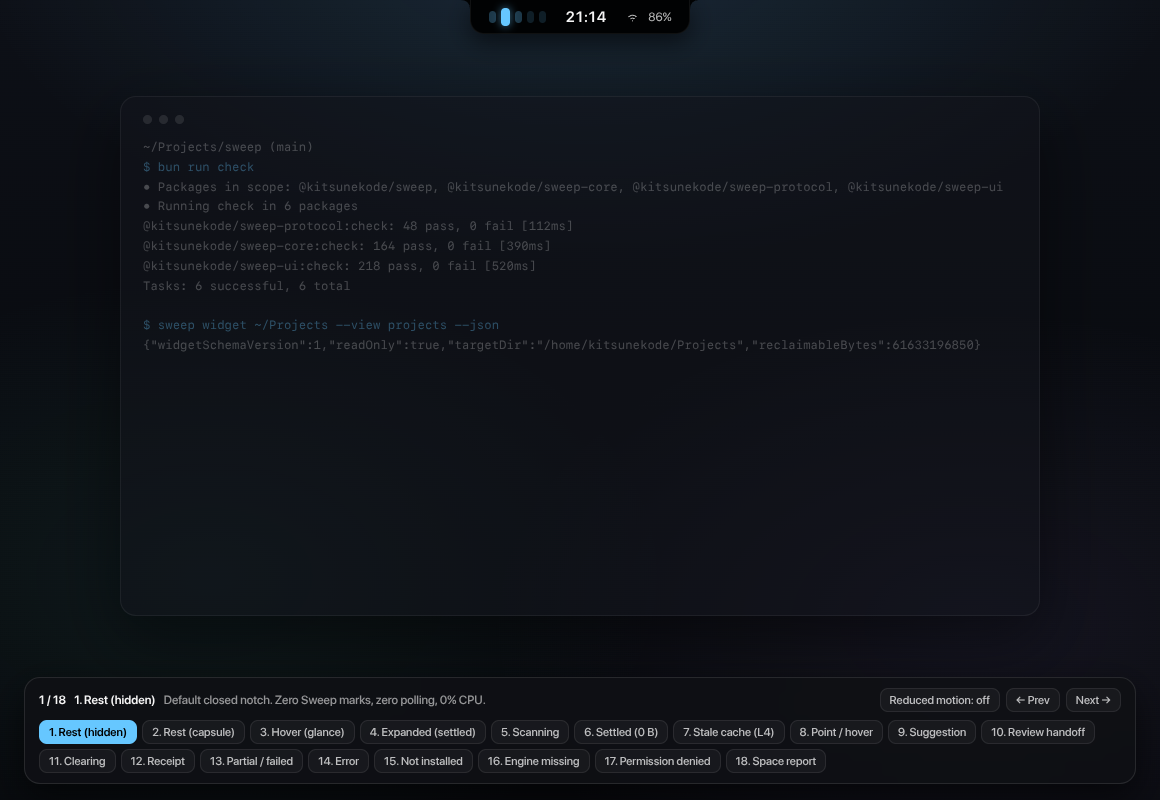 21:14 86%
~/Projects/sweep (main)
$ bun run check
• Packages in scope: @kitsunekode/sweep, @kitsunekode/sweep-core, @kitsunekode/sweep-protocol, @kitsunekode/sweep-ui
• Running check in 6 packages
@kitsunekode/sweep-protocol:check: 48 pass, 0 fail [112ms]
@kitsunekode/sweep-core:check: 164 pass, 0 fail [390ms]
@kitsunekode/sweep-ui:check: 218 pass, 0 fail [520ms]
Tasks: 6 successful, 6 total
$ sweep widget ~/Projects --view projects --json
{"widgetSchemaVersion":1,"readOnly":true,"targetDir":"/home/kitsunekode/Projects","reclaimableBytes":61633196850}
1 / 18 1. Rest (hidden) Default closed notch. Zero Sweep marks, zero polling, 0% CPU. Reduced motion: off ← Prev Next →
1. Rest (hidden) 2. Rest (capsule) 3. Hover (glance) 4. Expanded (settled) 5. Scanning 6. Settled (0 B) 7. Stale cache (L4) 8. Point / hover 9. Suggestion 10. Review handoff
11. Clearing 12. Receipt 13. Partial / failed 14. Error 15. Not installed 16. Engine missing 17. Permission denied 18. Space report